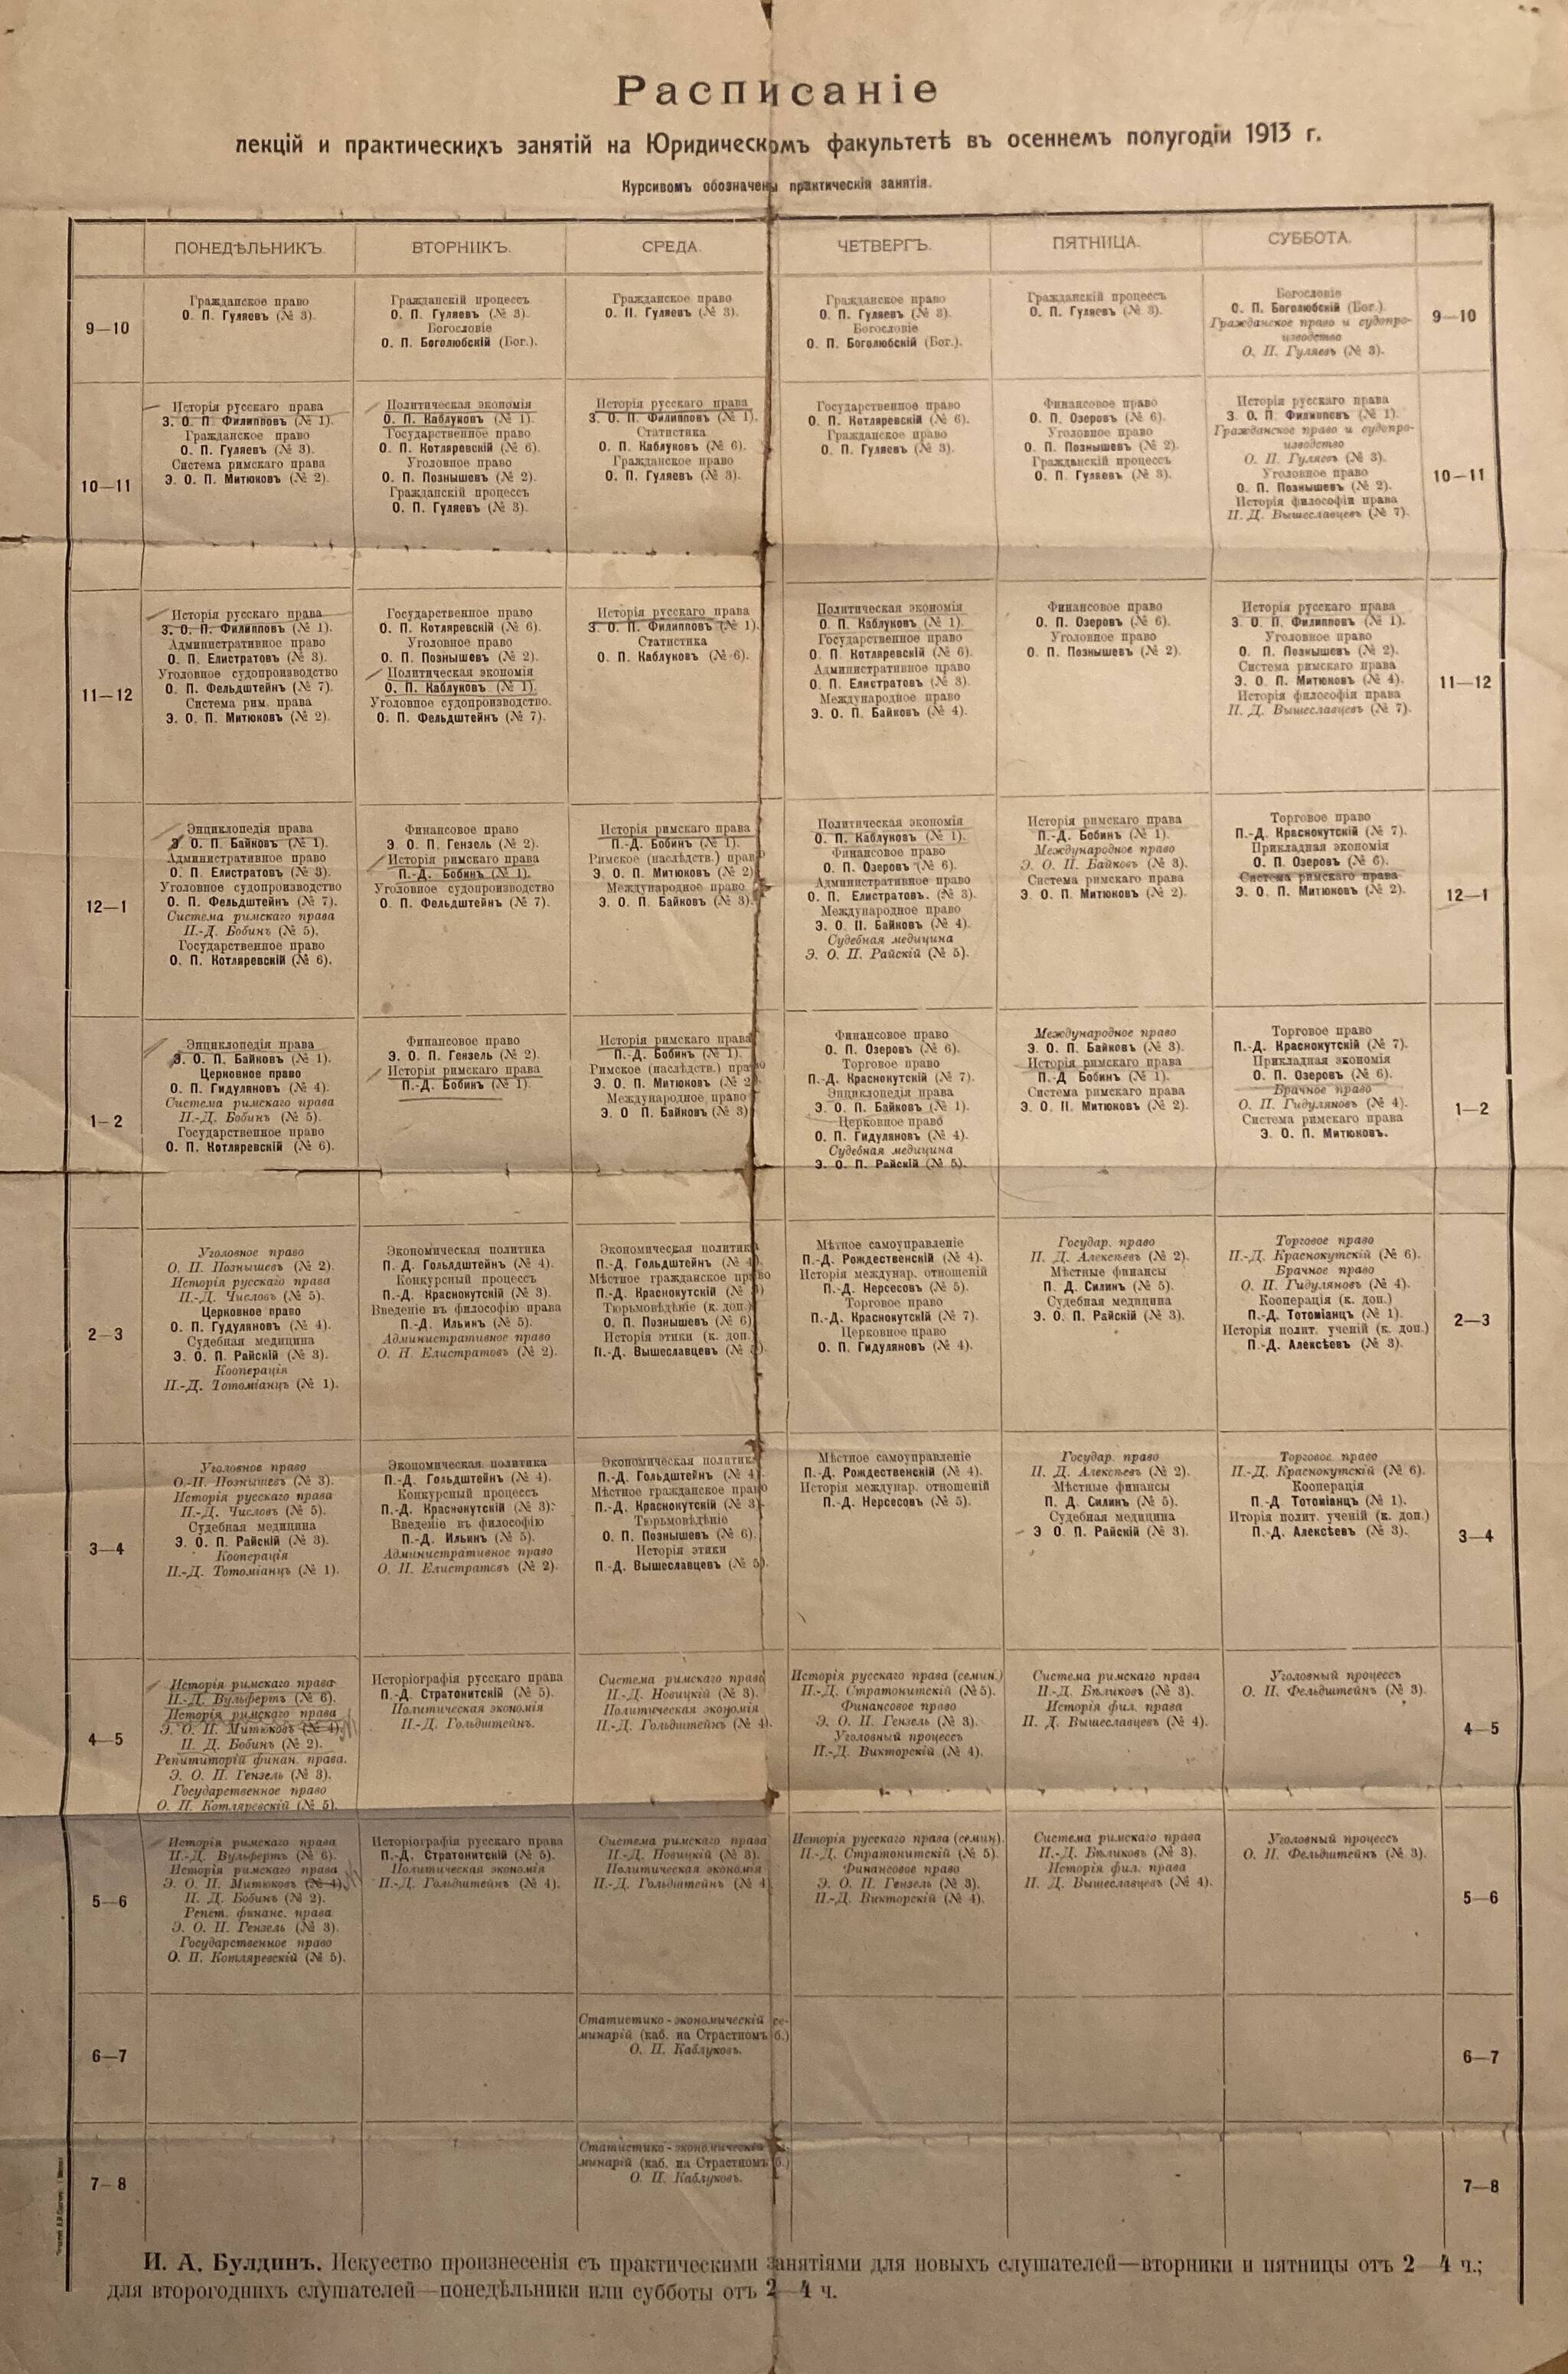 Расписаніе
лекцій и практическихъ занятій на Юридическомъ факультетѣ въ осеннемъ полугодіи 1913 г.
Курсивомъ обозначены практическія занятія.
ПОНЕДѢЛЬНИКЪ.
ВТОРНИКЪ.
СРЕДА.
ЧЕТВЕРГЪ.
ПЯТНИЦА.
СУББОТА.
9—10
Гражданское право
О. П. Гуляевъ (№ 3).
Гражданскій процессъ
О. П. Гуляевъ (№ 3).
Богословіе
О. П. Боголюбскій (Бог.).
Гражданское право
О. П. Гуляевъ (№ 3).
Гражданское право
О. П. Гуляевъ (№ 3).
Богословіе
О. П. Боголюбскій (Бог.).
Гражданскій процессъ
О. П. Гуляевъ (№ 3).
Богословіе
О. П. Боголюбскій (Бог.).
Гражданское право и судопро-
изводство
О. П. Гуляевъ (№ 3).
9—10
10—11
Исторія русскаго права
З. О. П. Филипповъ (№ 1).
Гражданское право
О. П. Гуляевъ (№ 3).
Система римскаго права
Э. О. П. Митюковъ (№ 2).
Политическая экономія
О. П. Каблуковъ (№ 1).
Государственное право
О. П. Котляревскій (№ 6).
Уголовное право
О. П. Познышевъ (№ 2).
Гражданскій процессъ
О. П. Гуляевъ (№ 3).
Исторія русскаго права
З. О. П. Филипповъ (№ 1).
Статистика
О. П. Каблуковъ (№ 6).
Гражданское право
О. П. Гуляевъ (№ 3).
Государственное право
О. П. Котляревскій (№ 6).
Гражданское право
О. П. Гуляевъ (№ 3).
Финансовое право
О. П. Озеровъ (№ 6).
Уголовное право
О. П. Познышевъ (№ 2).
Гражданскій процессъ
О. П. Гуляевъ (№ 3).
Исторія русскаго права
З. О. П. Филипповъ (№ 1).
Гражданское право и судопро-
изводство
О. П. Гуляевъ (№ 3).
Уголовное право
О. П. Познышевъ (№ 2).
Исторія философіи права
П. Д. Вышеславцевъ (№ 7).
10—11
11—12
Исторія русскаго права
З. О. П. Филипповъ (№ 1).
Административное право
О. П. Елистратовъ (№ 3).
Уголовное судопроизводство
О. П. Фельдштейнъ (№ 7).
Система рим. права
Э. О. П. Митюковъ (№ 2).
Государственное право
О. П. Котляревскій (№ 6).
Уголовное право
О. П. Познышевъ (№ 2).
Политическая экономія
О. П. Каблуковъ (№ 1).
Уголовное судопроизводство.
О. П. Фельдштейнъ (№ 7).
Исторія русскаго права
З. О. П. Филипповъ (№ 1).
Статистика
О. П. Каблуковъ (№ 6).
Политическая экономія
О. П. Каблуковъ (№ 1).
Государственное право
О. П. Котляревскій (№ 6).
Административное право
О. П. Елистратовъ (№ 3).
Международное право
Э. О. П. Байковъ (№ 4).
Финансовое право
О. П. Озеровъ (№ 6).
Уголовное право
О. П. Познышевъ (№ 2).
Исторія русскаго права
З. О. П. Филипповъ (№ 1).
Уголовное право
О. П. Познышевъ (№ 2).
Система римскаго права
Э. О. П. Митюковъ (№ 4).
Исторія философіи права
П. Д. Вышеславцевъ (№ 7).
11—12
12—1
Энциклопедія права
Э. О. П. Байковъ (№ 1).
Административное право
О. П. Елистратовъ (№ 3).
Уголовное судопроизводство
О. П. Фельдштейнъ (№ 7).
Система римскаго права
П.-Д. Бобинъ (№ 5).
Государственное право
О. П. Котляревскій (№ 6).
Финансовое право
Э. О. П. Гензель (№ 2).
Исторія римскаго права
П.-Д. Бобинъ (№ 1).
Уголовное судопроизводство
О. П. Фельдштейнъ (№ 7).
Исторія римскаго права
П.-Д. Бобинъ (№ 1).
Римское (наслѣдств.) право
Э. О. П. Митюковъ (№ 2)
Международное право
Э. О. П. Байковъ (№ 3).
Политическая экономія
О. П. Каблуковъ (№ 1).
Финансовое право
О. П. Озеровъ (№ 6).
Административное право
О. П. Елистратовъ. (№ 3).
Международное право
Э. О. П. Байковъ (№ 4).
Судебная медицина
Э. О. П. Райскій (№ 5).
Исторія римскаго права
П.-Д. Бобинъ (№ 1).
Международное право
Э. О. П. Байковъ (№ 3).
Система римскаго права
Э. О. П. Митюковъ (№ 2).
Торговое право
П.-Д. Краснокутскій (№ 7).
Прикладная экономія
О. П. Озеровъ (№ 6).
Система римскаго права
Э. О. П. Митюковъ (№ 2).
12—1
1—2
Энциклопедія права
Э. О. П. Байковъ (№ 1).
Церковное право
О. П. Гидуляновъ (№ 4).
Система римскаго права
П.-Д. Бобинъ (№ 5).
Государственное право
О. П. Котляревскій (№ 6).
Финансовое право
Э. О. П. Гензель (№ 2).
Исторія римскаго права
П.-Д. Бобинъ (№ 1).
Исторія римскаго права
П.-Д. Бобинъ (№ 1).
Римское (наслѣдств.) право
Э. О. П. Митюковъ (№ 2).
Международное право
Э. О П. Байковъ (№ 3)
Финансовое право
О. П. Озеровъ (№ 6).
Торговое право
П.-Д. Краснокутскій (№ 7).
Энциклопедія права
Э. О. П. Байковъ (№ 1).
Церковное право
О. П. Гидуляновъ (№ 4).
Судебная медицина
Э. О. П. Райскій (№ 5).
Международное право
Э. О. П. Байковъ (№ 3).
Исторія римскаго права
П.-Д Бобинъ (№ 1).
Система римскаго права
Э. О. П. Митюковъ (№ 2).
Торговое право
П.-Д. Краснокутскій (№ 7).
Прикладная экономія
О. П. Озеровъ (№ 6).
Брачное право
О. П. Гидуляновъ (№ 4).
Система римскаго права
Э. О. П. Митюковъ.
1—2
2—3
Уголовное право
О. П. Познышевъ (№ 2).
Исторія русскаго права
П.-Д. Числовъ (№ 5).
Церковное право
О. П. Гудуляновъ (№ 4).
Судебная медицина
Э. О. П. Райскій (№ 3).
Кооперація
П.-Д. Тотоміанцъ (№ 1).
Экономическая политика
П. Д. Гольлдштейнъ (№ 4).
Конкурсный процессъ
П.-Д. Краснокутскій (№ 3).
Введеніе въ философію права
П.-Д. Ильинъ (№ 5).
Административное право
О. П. Елистратовъ (№ 2).
Экономическая политика
П.-Д. Гольдштейнъ (№ 4).
Мѣстное гражданское право
П.-Д. Краснокутскій (№ 3)
Тюрьмовѣдѣніе (к. доп.)
О. П. Познышевъ (№ 6)
Исторія этики (к. доп.)
П.-Д. Вышеславцевъ (№
Мѣтное самоуправленіе
П.-Д. Рождественскій (№ 4).
Исторія междунар. отношеній
П.-Д. Нерсесовъ (№ 5).
Торговое право
П.-Д. Краснокутскій (№ 7).
Церковное право
О. П. Гидуляновъ (№ 4).
Государ. право
П. Д. Алексѣевъ (№ 2).
Мѣстные финансы
П. Д. Силинъ (№ 5).
Судебная медицина
Э. О. П. Райскій (№ 3).
Торговое право
П.-Д. Краснокутскій (№ 6).
Брачное право
О. П. Гидуляновъ (№ 4).
Кооперація (к. доп.)
П.-Д. Тотоміанцъ (№ 1).
Исторія полит. ученій (к. доп.)
П.-Д. Алексѣевъ (№ 3).
2—3
3—4
Уголовное право
О.-П. Познышевъ (№ 3).
Исторія русскаго права
П.-Д. Числовъ (№ 5).
Судебная медицина
Э. О. П. Райскій (№ 3).
Кооперація
П.-Д. Тотоміанцъ (№ 1).
Экономическая политика
П.-Д. Гольдштейнъ (№ 4).
Конкурсный процессъ
П.-Д. Краснокутскій (№ 3).
Введеніе въ философію
П.-Д. Ильинъ (№ 5).
Административное право
О. П. Елистратовъ (№ 2).
Экономическая политика
П.-Д. Гольдштейнъ (№ 4).
Мѣстное гражданское право
П.-Д. Краснокутскій (№ 3).
Тюрьмовѣдѣніе
О. П. Познышевъ (№ 6).
Исторія этики
П.-Д. Вышеславцевъ (№ 5).
Мѣстное самоуправленіе
П.-Д. Рождественскій (№ 4).
Исторія междунар. отношеній
П.-Д. Нерсесовъ (№ 5).
Государ. право
П. Д. Алексѣевъ (№ 2).
Мѣстные финансы
П. Д. Силинъ (№ 5).
Судебная медицина
Э О. П. Райскій (№ 3).
Торговое право
П.-Д. Краснокутскій (№ 6).
Кооперація
П.-Д. Тотоміанцъ (№ 1).
Иторія полит. ученій (к. доп.)
П.-Д. Алексѣевъ (№ 3).
3—4
4—5
Исторія римскаго права
П.-Д. Вульфертъ (№ 6).
Исторія римскаго права
Э. О. П. Митюковъ (№ 4).
П. Д. Бобинъ (№ 2).
Репититорій финан. права.
Э. О. П. Гензель (№ 3).
Государственное право
О. П. Котляревскій (№ 5).
Исторіографія русскаго права
П.-Д. Стратонитскій (№ 5).
Политическая экономія
П.-Д. Гольдштейнъ.
Система римскаго права
П.-Д. Новицкій (№ 3).
Политическая экономія
П.-Д. Гольдштейнъ (№ 4).
Исторія русскаго права (семин.)
П.-Д. Стратонитскій (№ 5).
Финансовое право
Э. О. П. Гензель (№ 3).
Уголовный процессъ
П.-Д. Викторскій (№ 4).
Система римскаго права
П.-Д. Бѣликовъ (№ 3).
Исторія фил. права
П. Д. Вышеславцевъ (№ 4).
Уголовный процессъ
О. П. Фельдштейнъ (№ 3).
4—5
5—6
Исторія римскаго права
П.-Д. Вульфертъ (№ 6).
Исторія римскаго права
Э. О. П. Митюковъ (№ 4).
П. Д. Бобинъ (№ 2).
Репет. финанс. права
Э. О. П. Гензель (№ 3).
Государственное право
О. П. Котляревскій (№ 5).
Исторіографія русскаго права
П.-Д. Стратонитскій (№ 5).
Политическая экономія
П.-Д. Гольдштейнъ (№ 4).
Система римскаго права
П.-Д. Новицкій (№ 3).
Политическая экономія
П.-Д. Гольдштейнъ (№ 4
Исторія русскаго права (семин).
П.-Д. Стратонитскій (№ 5).
Финансовое право
Э. О. П. Гензель (№ 3).
П.-Д. Викторскій (№ 4).
Система римскаго права
П.-Д. Бѣликовъ (№ 3).
Исторія фил. права
П. Д. Вышеславцевъ (№ 4).
Уголовный процессъ
О. П. Фельдштейнъ (№ 3).
5—6
6—7
Статистико-экономическій се-
минарій (каб. на Страстномъ б.)
О. П. Каблуковъ.
6—7
7—8
Статистико-экономическій
минарій (каб. на Страстномъ б.)
О. П. Каблуковъ.
7—8
И. А. Булдинъ. Искусство произнесенія съ практическими занятіями для новыхъ слушателей—вторники и пятницы отъ 2—4 ч.;
для второгоднихъ слушателей—понедѣльники или субботы отъ 2—4 ч.